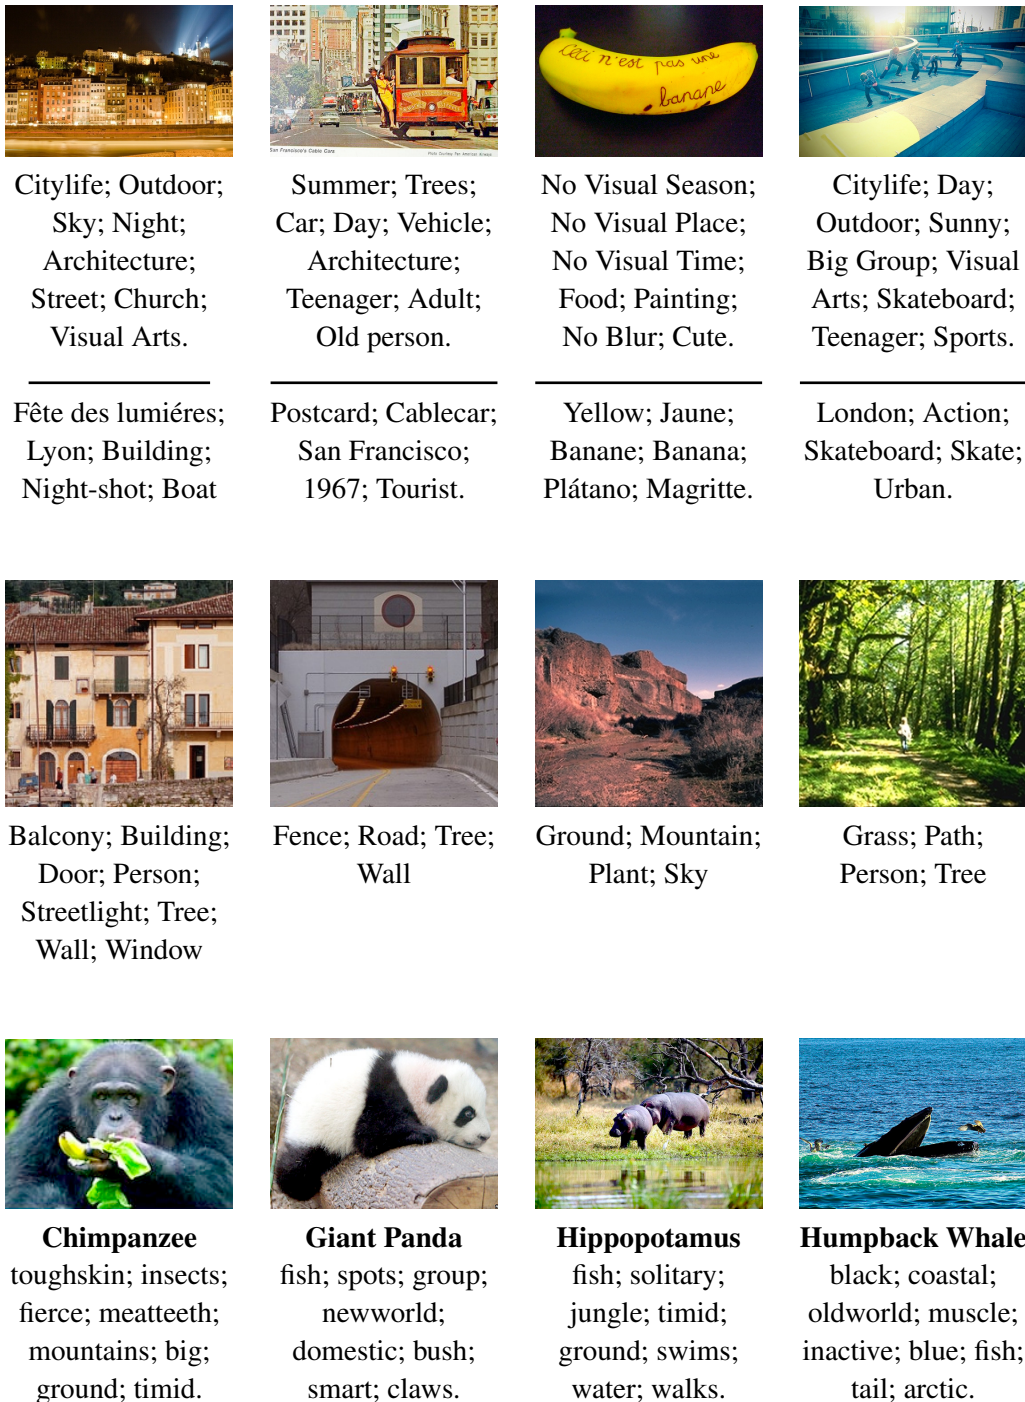 San Francisco's Cable Cars
Ceci n'est pas une
banane
Citylife; Outdoor;
Sky; Night;
Architecture;
Street; Church;
Visual Arts.
Summer; Trees;
Car; Day; Vehicle;
Architecture;
Teenager; Adult;
Old person.
No Visual Season;
No Visual Place;
No Visual Time;
Food; Painting;
No Blur; Cute.
Citylife; Day;
Outdoor; Sunny;
Big Group; Visual
Arts; Skateboard;
Teenager; Sports.
Fête des lumiéres;
Lyon; Building;
Night-shot; Boat
Postcard; Cablecar;
San Francisco;
1967; Tourist.
Yellow; Jaune;
Banane; Banana;
Plátano; Magritte.
London; Action;
Skateboard; Skate;
Urban.
Balcony; Building;
Door; Person;
Streetlight; Tree;
Wall; Window
Fence; Road; Tree;
Wall
Ground; Mountain;
Plant; Sky
Grass; Path;
Person; Tree
Chimpanzee
toughskin; insects;
fierce; meatteeth;
mountains; big;
ground; timid.
Giant Panda
fish; spots; group;
newworld;
domestic; bush;
smart; claws.
Hippopotamus
fish; solitary;
jungle; timid;
ground; swims;
water; walks.
Humpback Whale
black; coastal;
oldworld; muscle;
inactive; blue; fish;
tail; arctic.